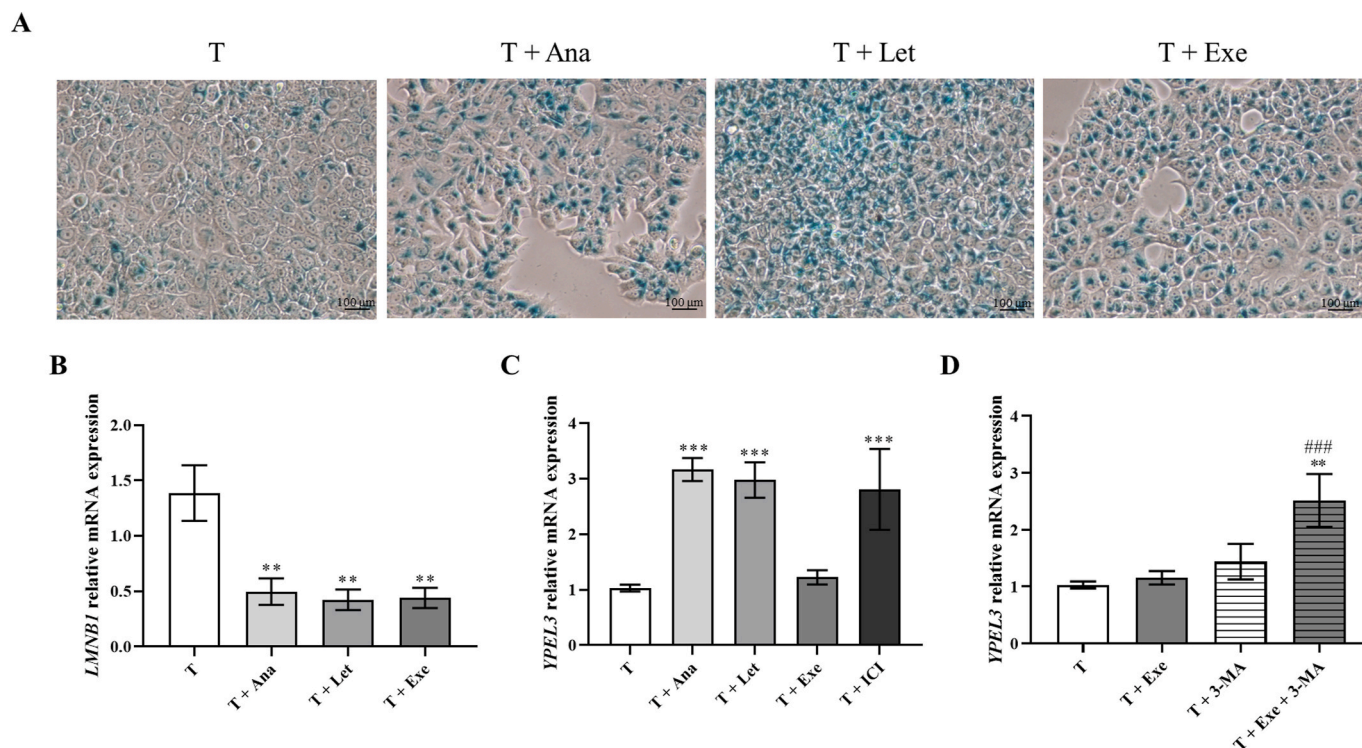 A
T
T + Ana
T + Let
T + Exe
100 µm
100 µm
100 µm
100 µm
B
LMNB1 relative mRNA expression
2.0
1.5
1.0
0.5
0.0
**
**
**
T
T + Ana
T + Let
T + Exe
C
YPEL3 relative mRNA expression
4
3
2
1
0
***
***
***
T
T + Ana
T + Let
T + Exe
T + ICI
D
YPEL3 relative mRNA expression
4
3
2
1
0
###
**
T
T + Exe
T + 3-MA
T + Exe + 3-MA